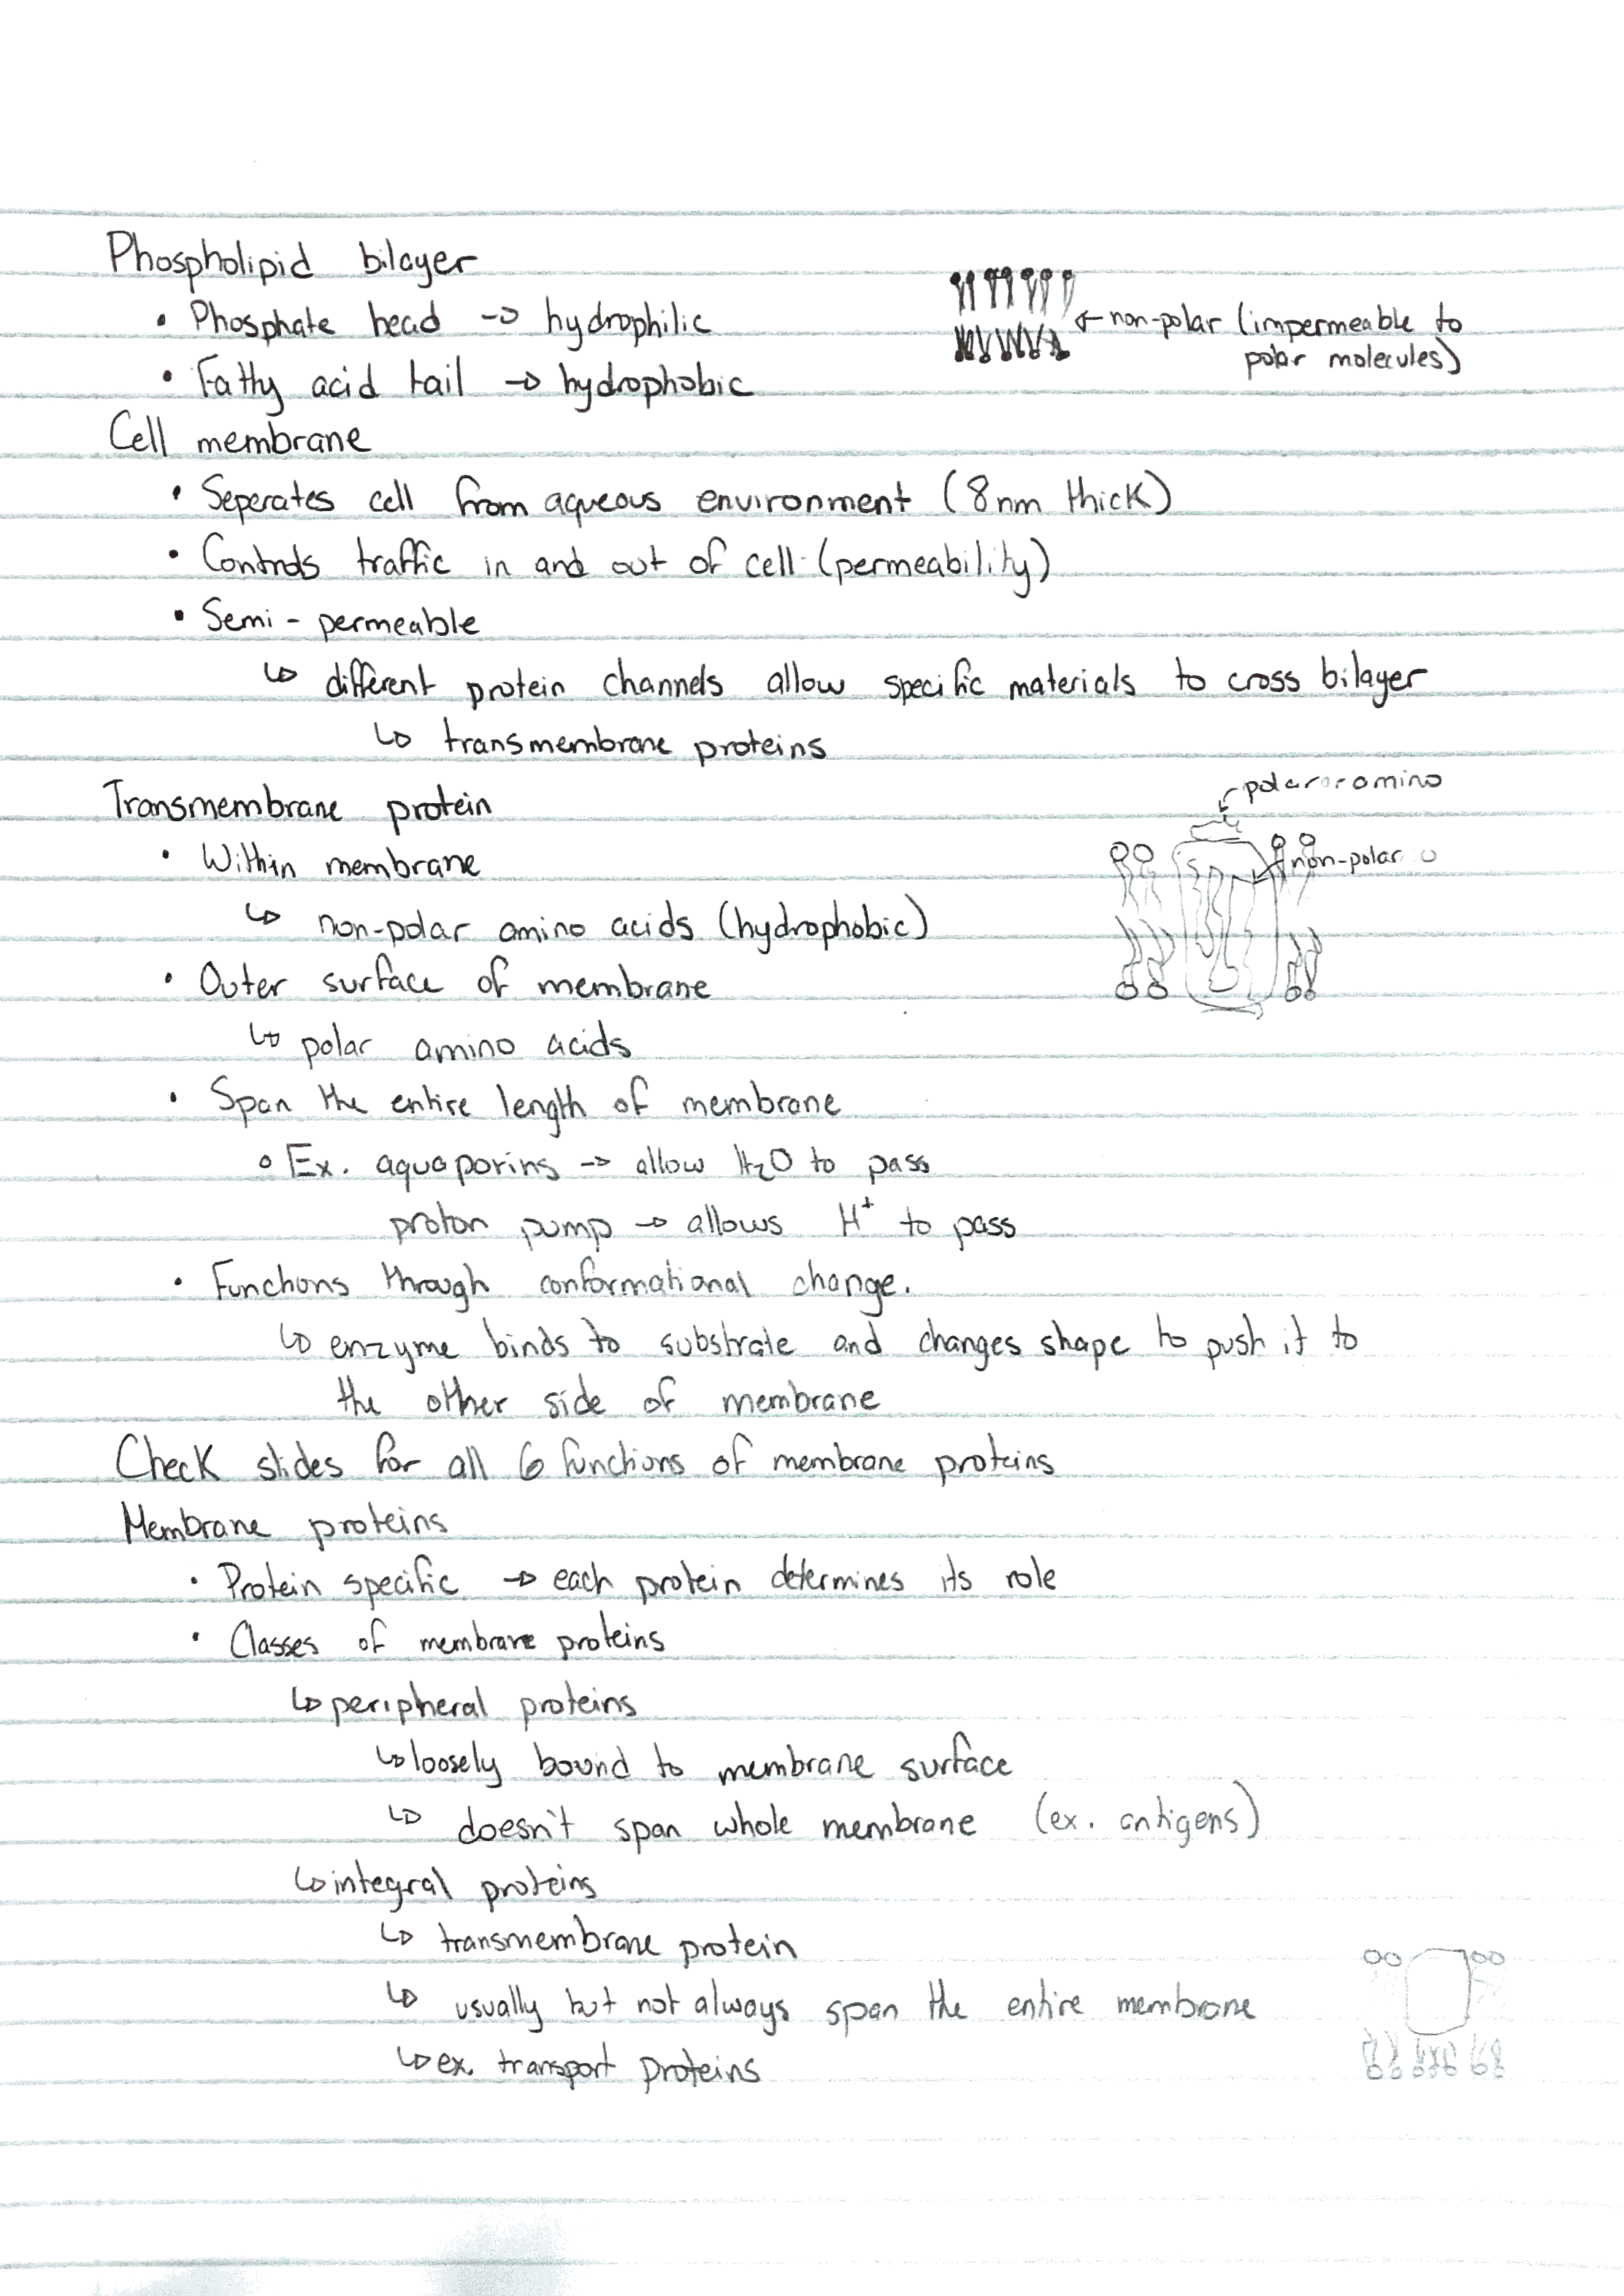 Phospholipid bilayer
• Phosphate head → hydrophilic
← non-polar (impermeable to
polar molecules)
• Fatty acid tail → hydrophobic
Cell membrane
• Seperates cell from aqueous environment (8nm thick)
• Controls traffic in and out of cell (permeability)
• Semi-permeable
↳ different protein channels allow specific materials to cross bilayer
↳ transmembrane proteins
Transmembrane protein
polar amino
• Within membrane
non-polar
↳ non-polar amino acids (hydrophobic)
• Outer surface of membrane
↳ polar amino acids
• Span the entire length of membrane
◦ Ex. aquaporins → allow H₂O to pass
proton pump → allows H⁺ to pass
• Functions through conformational change.
↳ enzyme binds to substrate and changes shape to push it to
the other side of membrane
Check slides for all 6 functions of membrane proteins
Membrane proteins
• Protein specific → each protein determines its role
• Classes of membrane proteins
↳ peripheral proteins
↳ loosely bound to membrane surface
↳ doesn't span whole membrane (ex. antigens)
↳ integral proteins
↳ transmembrane protein
↳ usually but not always span the entire membrane
↳ ex. transport proteins